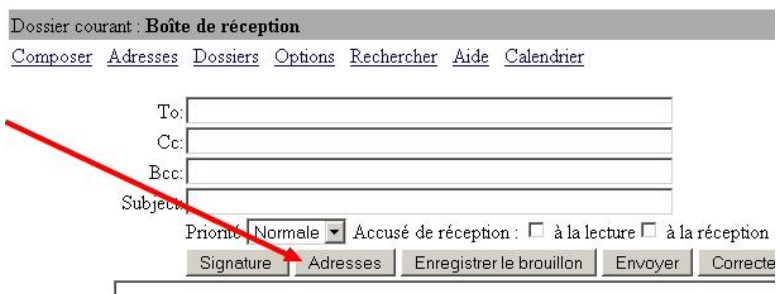 Dossier courant : Boîte de réception
Composer Adresses Dossiers Options Rechercher Aide Calendrier
To:
Cc:
Bcc:
Subject:
Priorité Normale Accusé de réception : à la lecture à la réception
Signature Adresses Enregistrer le brouillon Envoyer Correcte